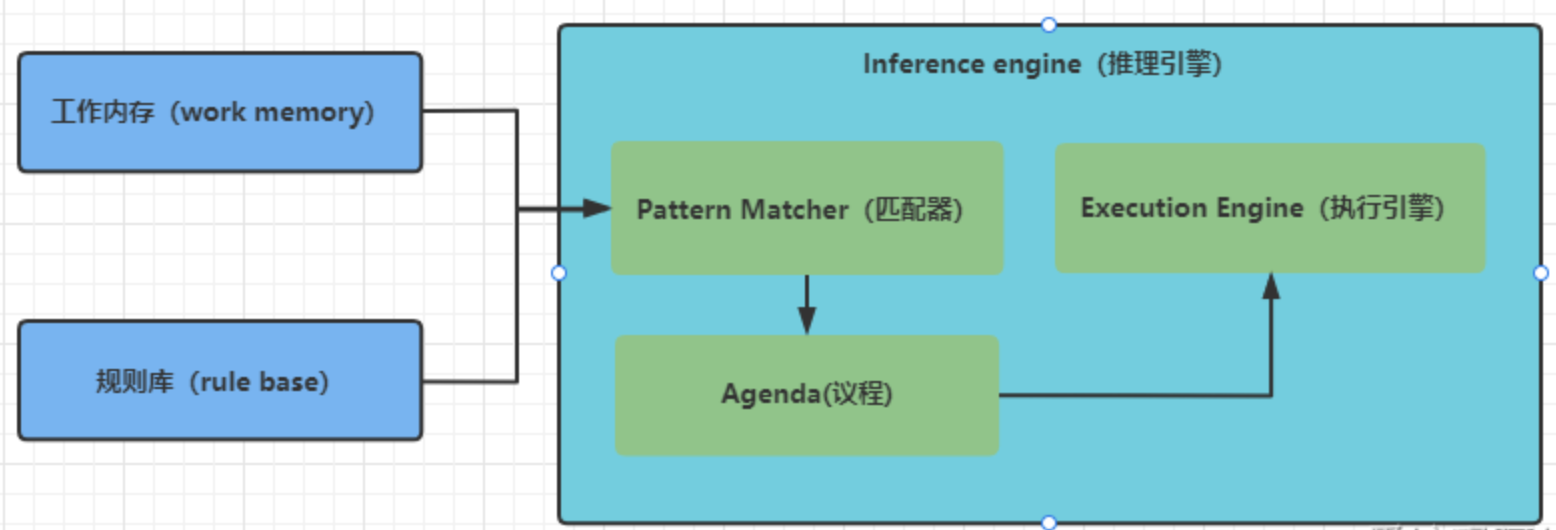 Inference engine（推理引擎）
工作内存（work memory）
Pattern Matcher（匹配器）
Execution Engine（执行引擎）
规则库（rule base）
Agenda(议程)